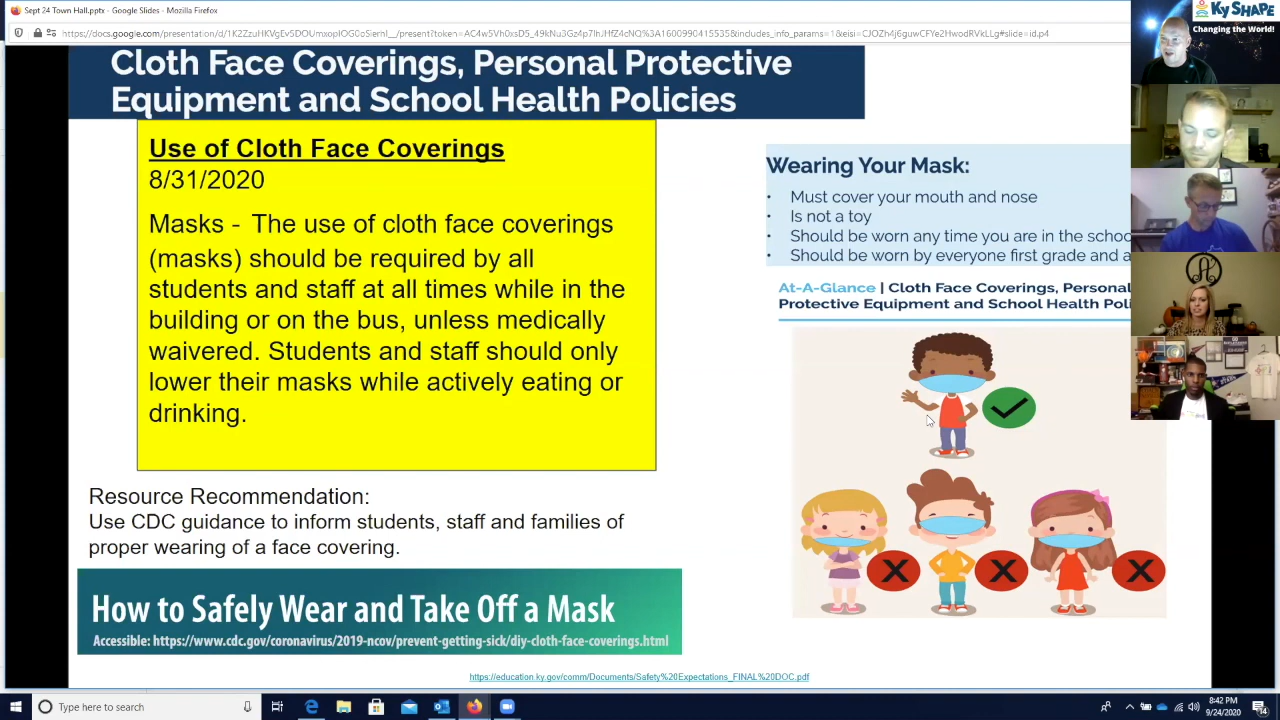 Sept 24 Town Hall.pptx - Google Slides - Mozilla Firefox
Ky SHAPE
Changing the World!
Cloth Face Coverings, Personal Protective
Equipment and School Health Policies
Use of Cloth Face Coverings
8/31/2020
Masks - The use of cloth face coverings
(masks) should be required by all
students and staff at all times while in the
building or on the bus, unless medically
waivered. Students and staff should only
lower their masks while actively eating or
drinking.
Resource Recommendation:
Use CDC guidance to inform students, staff and families of
proper wearing of a face covering.
How to Safely Wear and Take Off a Mask
Accessible: https://www.cdc.gov/coronavirus/2019-ncov/prevent-getting-sick/diy-cloth-face-coverings.html
Wearing Your Mask:
• Must cover your mouth and nose
• Is not a toy
• Should be worn any time you are in the schoo
• Should be worn by everyone first grade and a
At-A-Glance | Cloth Face Coverings, Personal
Protective Equipment and School Health Poli
X X X
https://education.ky.gov/comm/Documents/Safety%20Expectations_FINAL%20DOC.pdf
Type here to search
8:42 PM
9/24/2020
14